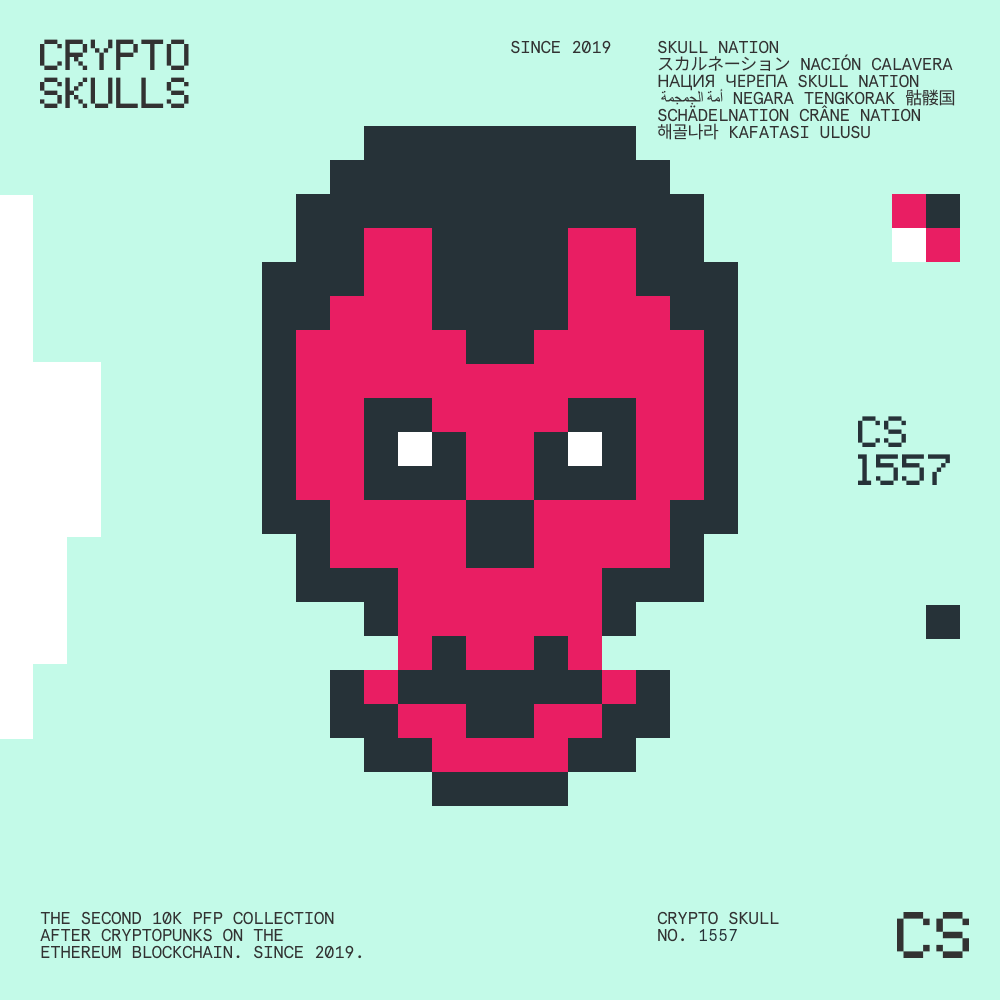 CRYPTO
SKULLS
SINCE 2019
SKULL NATION
スカルネーション NACIÓN CALAVERA
НАЦИЯ ЧЕРЕПА SKULL NATION
أمة الجمجمة NEGARA TENGKORAK 骷髅国
SCHÄDELNATION CRÂNE NATION
해골나라 KAFATASI ULUSU
CS
1557
THE SECOND 10K PFP COLLECTION
AFTER CRYPTOPUNKS ON THE
ETHEREUM BLOCKCHAIN. SINCE 2019.
CRYPTO SKULL
NO. 1557
CS